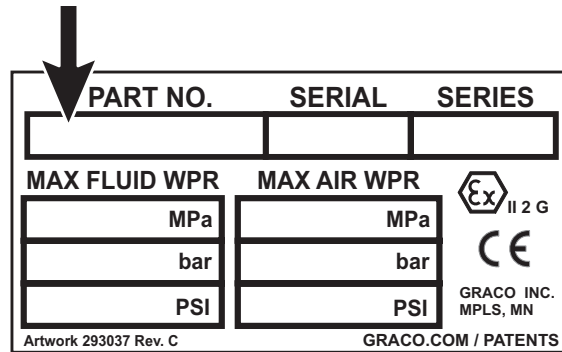 PART NO. SERIAL SERIES
MAX FLUID WPR MAX AIR WPR
MPa MPa
bar bar
PSI PSI
Ex II 2 G
CE
GRACO INC.
MPLS, MN
Artwork 293037 Rev. C GRACO.COM / PATENTS